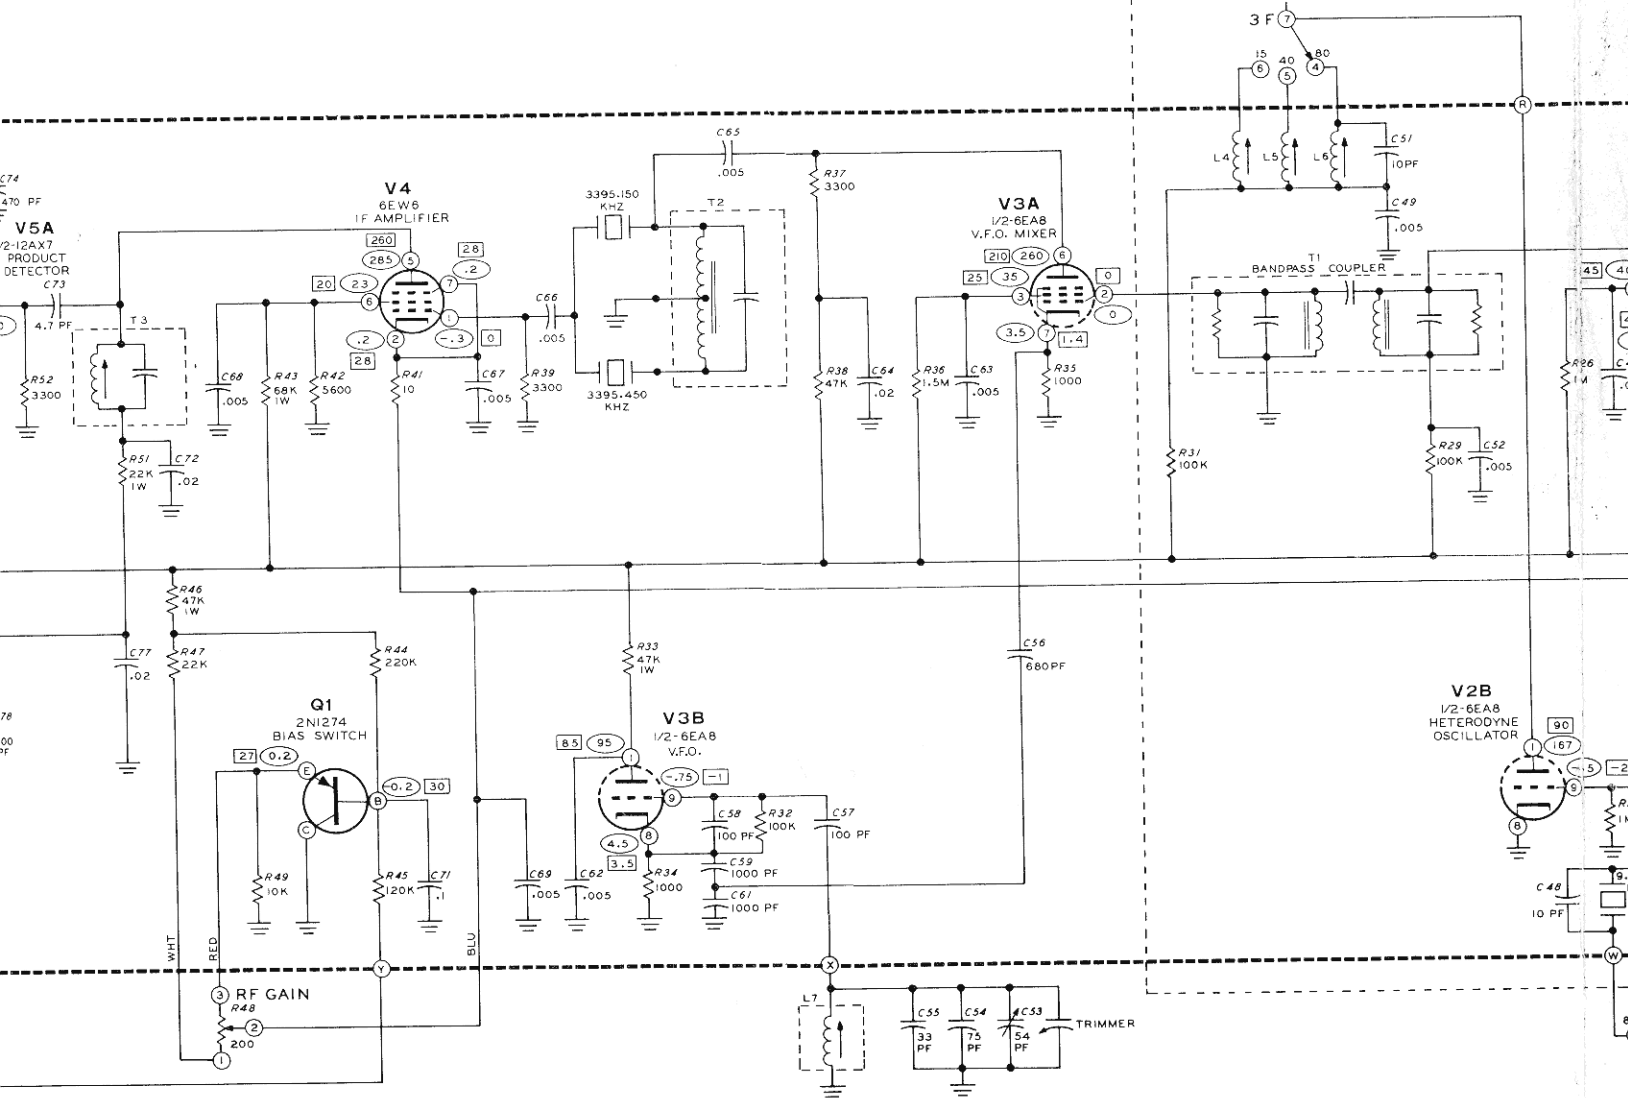 3F 7
15 40 80
6 5 4
R
C65
.005
C51
10PF
L4 L5 L6
R37
3300
C74
470 PF
V4
6EW6
IF AMPLIFIER
3395.150
KHZ
T2
V3A
1/2-6EA8
V.F.O. MIXER
C49
.005
V5A
1/2-12AX7
PRODUCT
DETECTOR
260
285 5
28
.2
7
20 23 6
210 260 6
25 35 3
0
2
0
T1
BANDPASS COUPLER
45
C73
4.7 PF
T3
C66
.005
1
.2 2
-.3 0
28
3.5 7
1.4
R52
3300
C68
.005
R43
68K
1W
R42
5600
R41
10
C67
.005
R39
3300
3395.450
KHZ
R38
47K
C64
.02
R36
1.5M
C63
.005
R35
1000
R26
1M
R51
22K
1W
C72
.02
R31
100K
R29
100K
C52
.005
R46
47K
1W
R47
22K
R44
220K
C77
.02
R33
47K
1W
C56
680PF
78
Q1
2N1274
BIAS SWITCH
V3B
1/2-6EA8
V.F.O.
V2B
1/2-6EA8
HETERODYNE
OSCILLATOR
27 0.2
E
-0.2 30
B
C
85 95 1
-.75 -1
9
90
167
1
9
8
4.5 8
3.5
C58
100 PF
R32
100K
C57
100 PF
R49
10K
R45
120K
C71
.1
C69
.005
C62
.005
R34
1000
C59
1000 PF
C61
1000 PF
C48
10 PF
9.
WHT
RED
BLU
Y
X
W
3 RF GAIN
R48
200
2
1
L7
C55
33
PF
C54
75
PF
C53
54
PF
TRIMMER
8